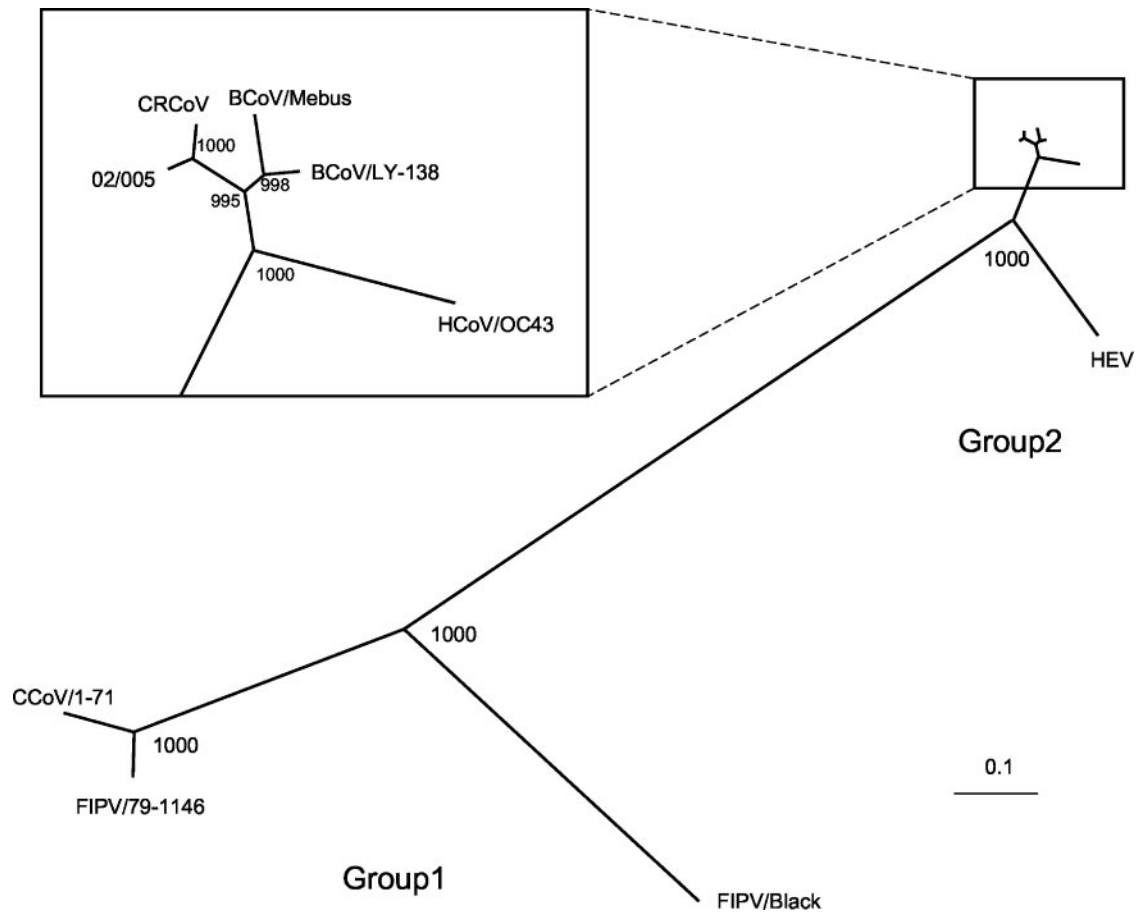 CRCoV
BCoV/Mebus
1000
02/005
BCoV/LY-138
998
995
1000
HCoV/OC43
1000
HEV
Group2
1000
CCoV/1-71
1000
FIPV/79-1146
0.1
Group1
FIPV/Black